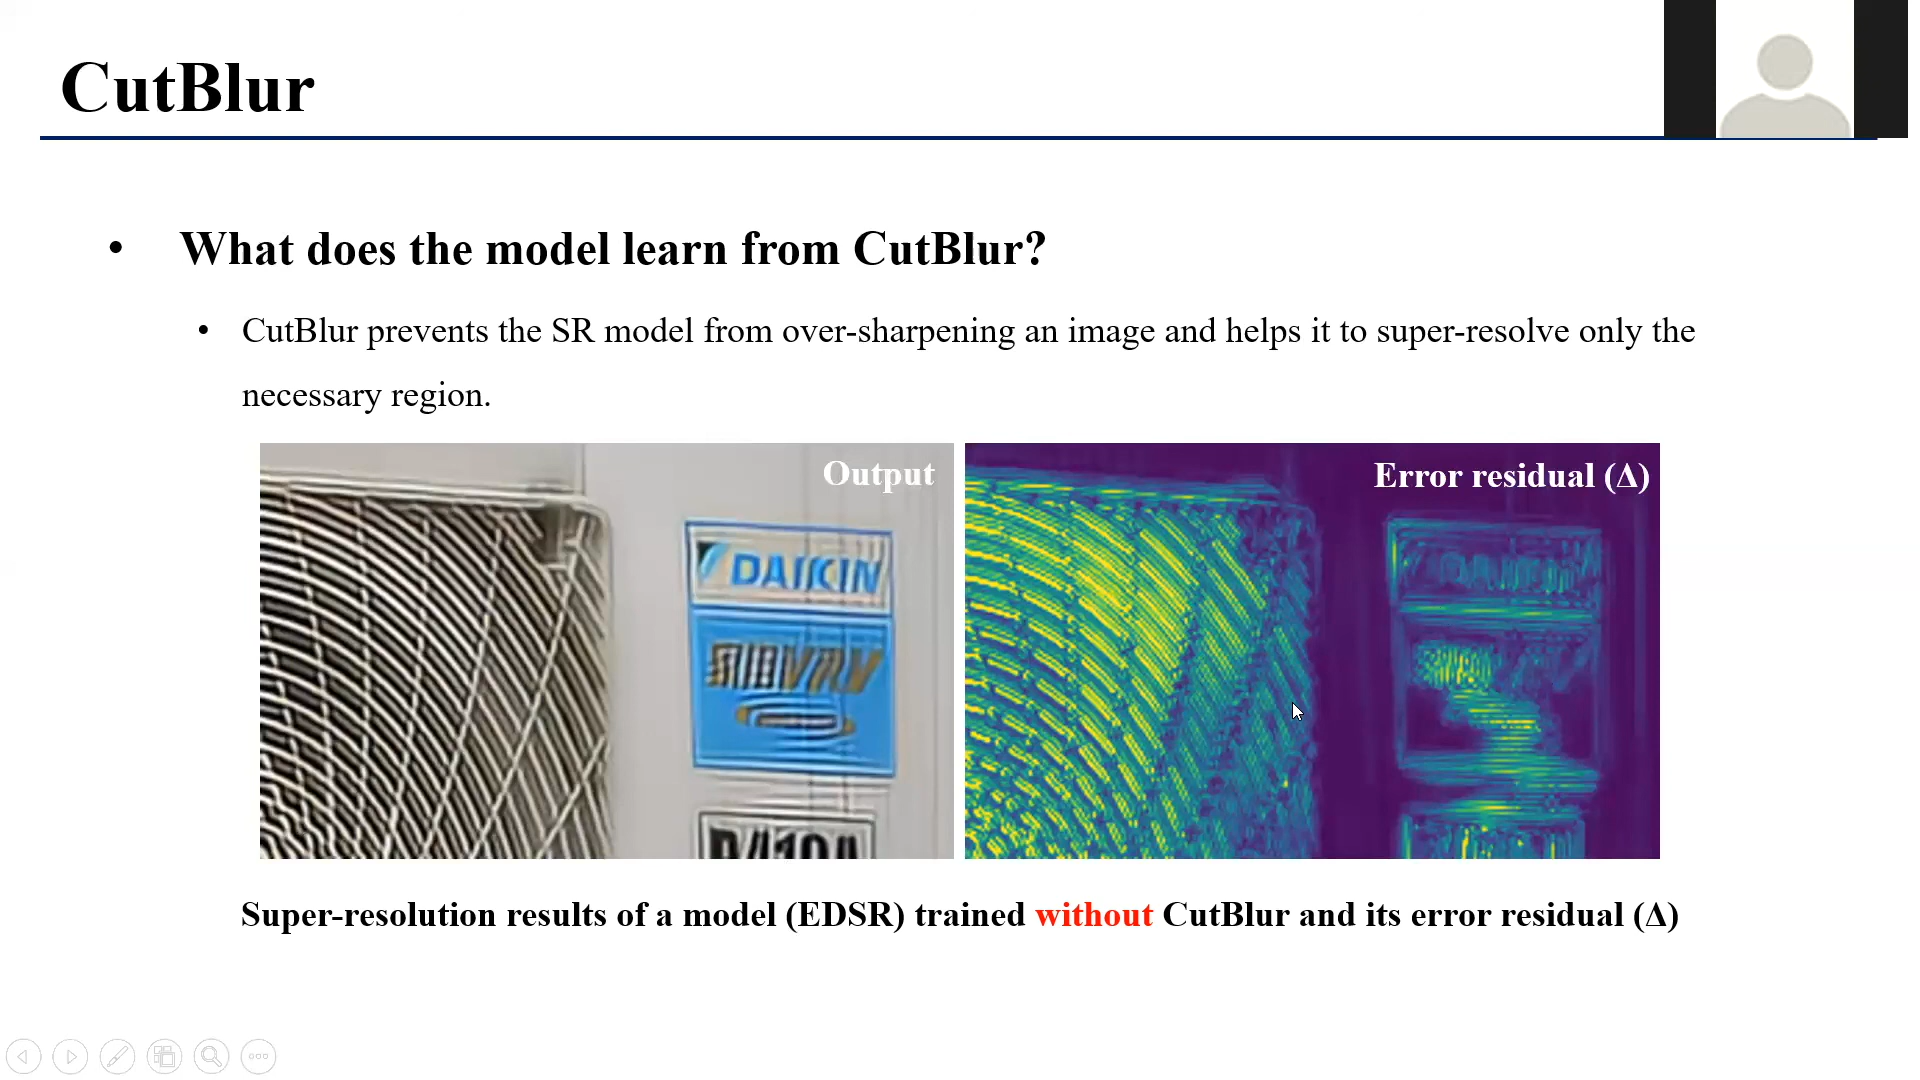 CutBlur
• What does the model learn from CutBlur?
• CutBlur prevents the SR model from over-sharpening an image and helps it to super-resolve only the
necessary region.
Output
Error residual (Δ)
DAIKIN
Super-resolution results of a model (EDSR) trained without CutBlur and its error residual (Δ)